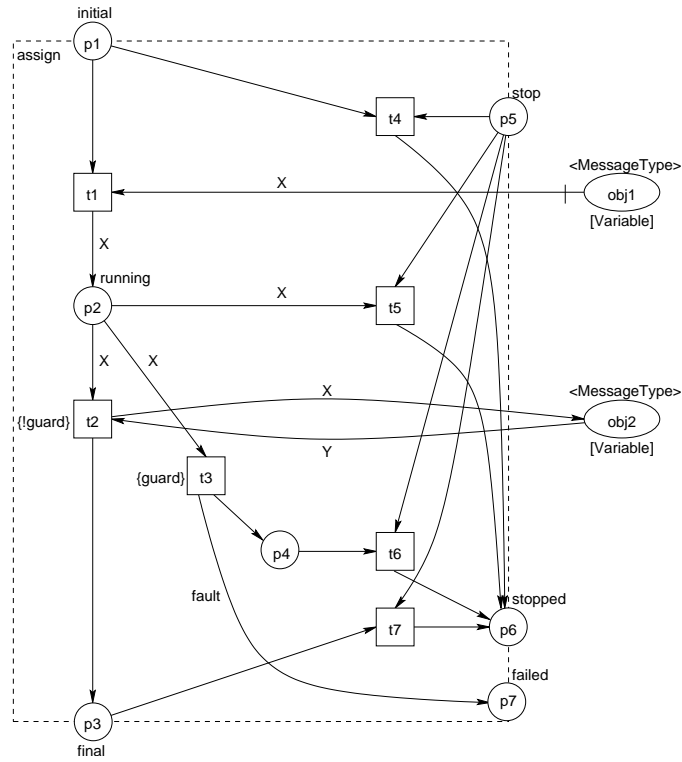 initial
p1
assign
stop
t4
p5
<MessageType>
X
t1
obj1
[Variable]
X
running
X
p2
t5
X
X
X
<MessageType>
{!guard}
t2
obj2
Y
[Variable]
{guard}
t3
p4
t6
fault
stopped
t7
p6
failed
p7
p3
final